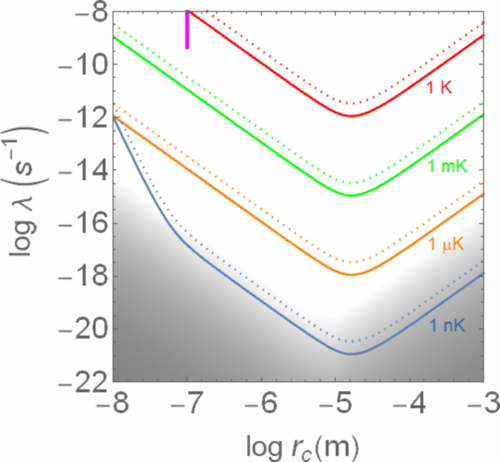 −8
−10
−12
−14
−16
−18
−20
−22
log λ (s⁻¹)
1 K
1 mK
1 μK
1 nK
−8 −7 −6 −5 −4 −3
log r_c(m)